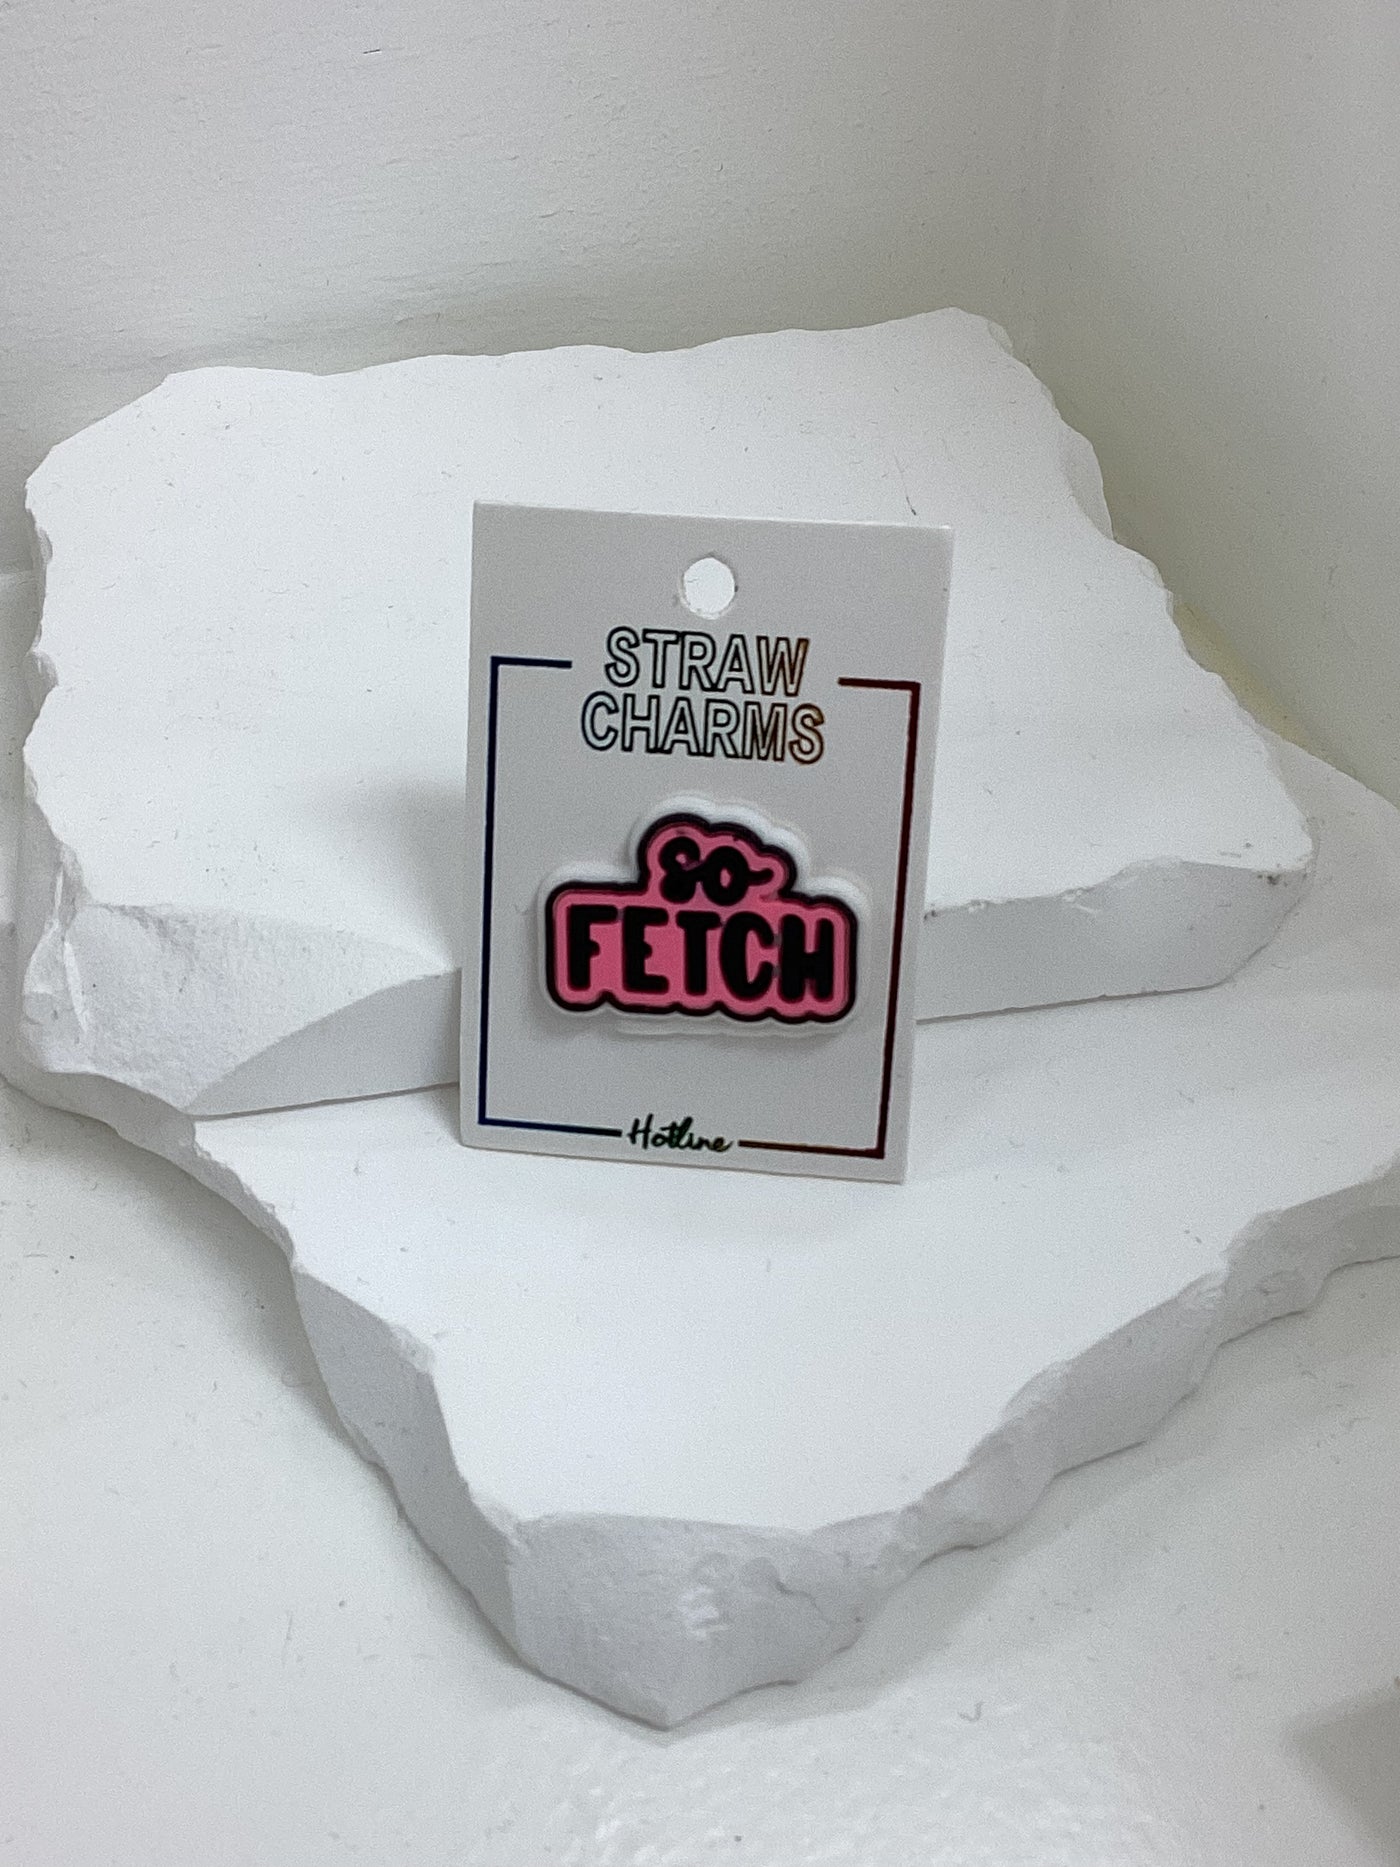 STRAW
CHARMS
SO
FETCH
Hotline